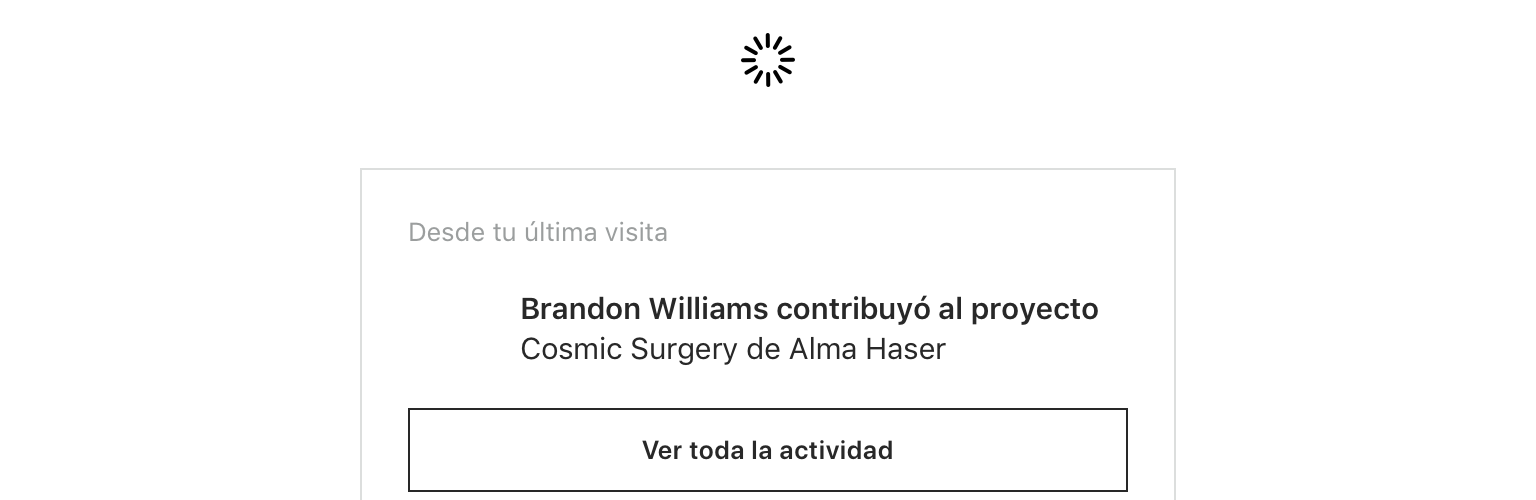 Desde tu última visita
Brandon Williams contribuyó al proyecto
Cosmic Surgery de Alma Haser
Ver toda la actividad